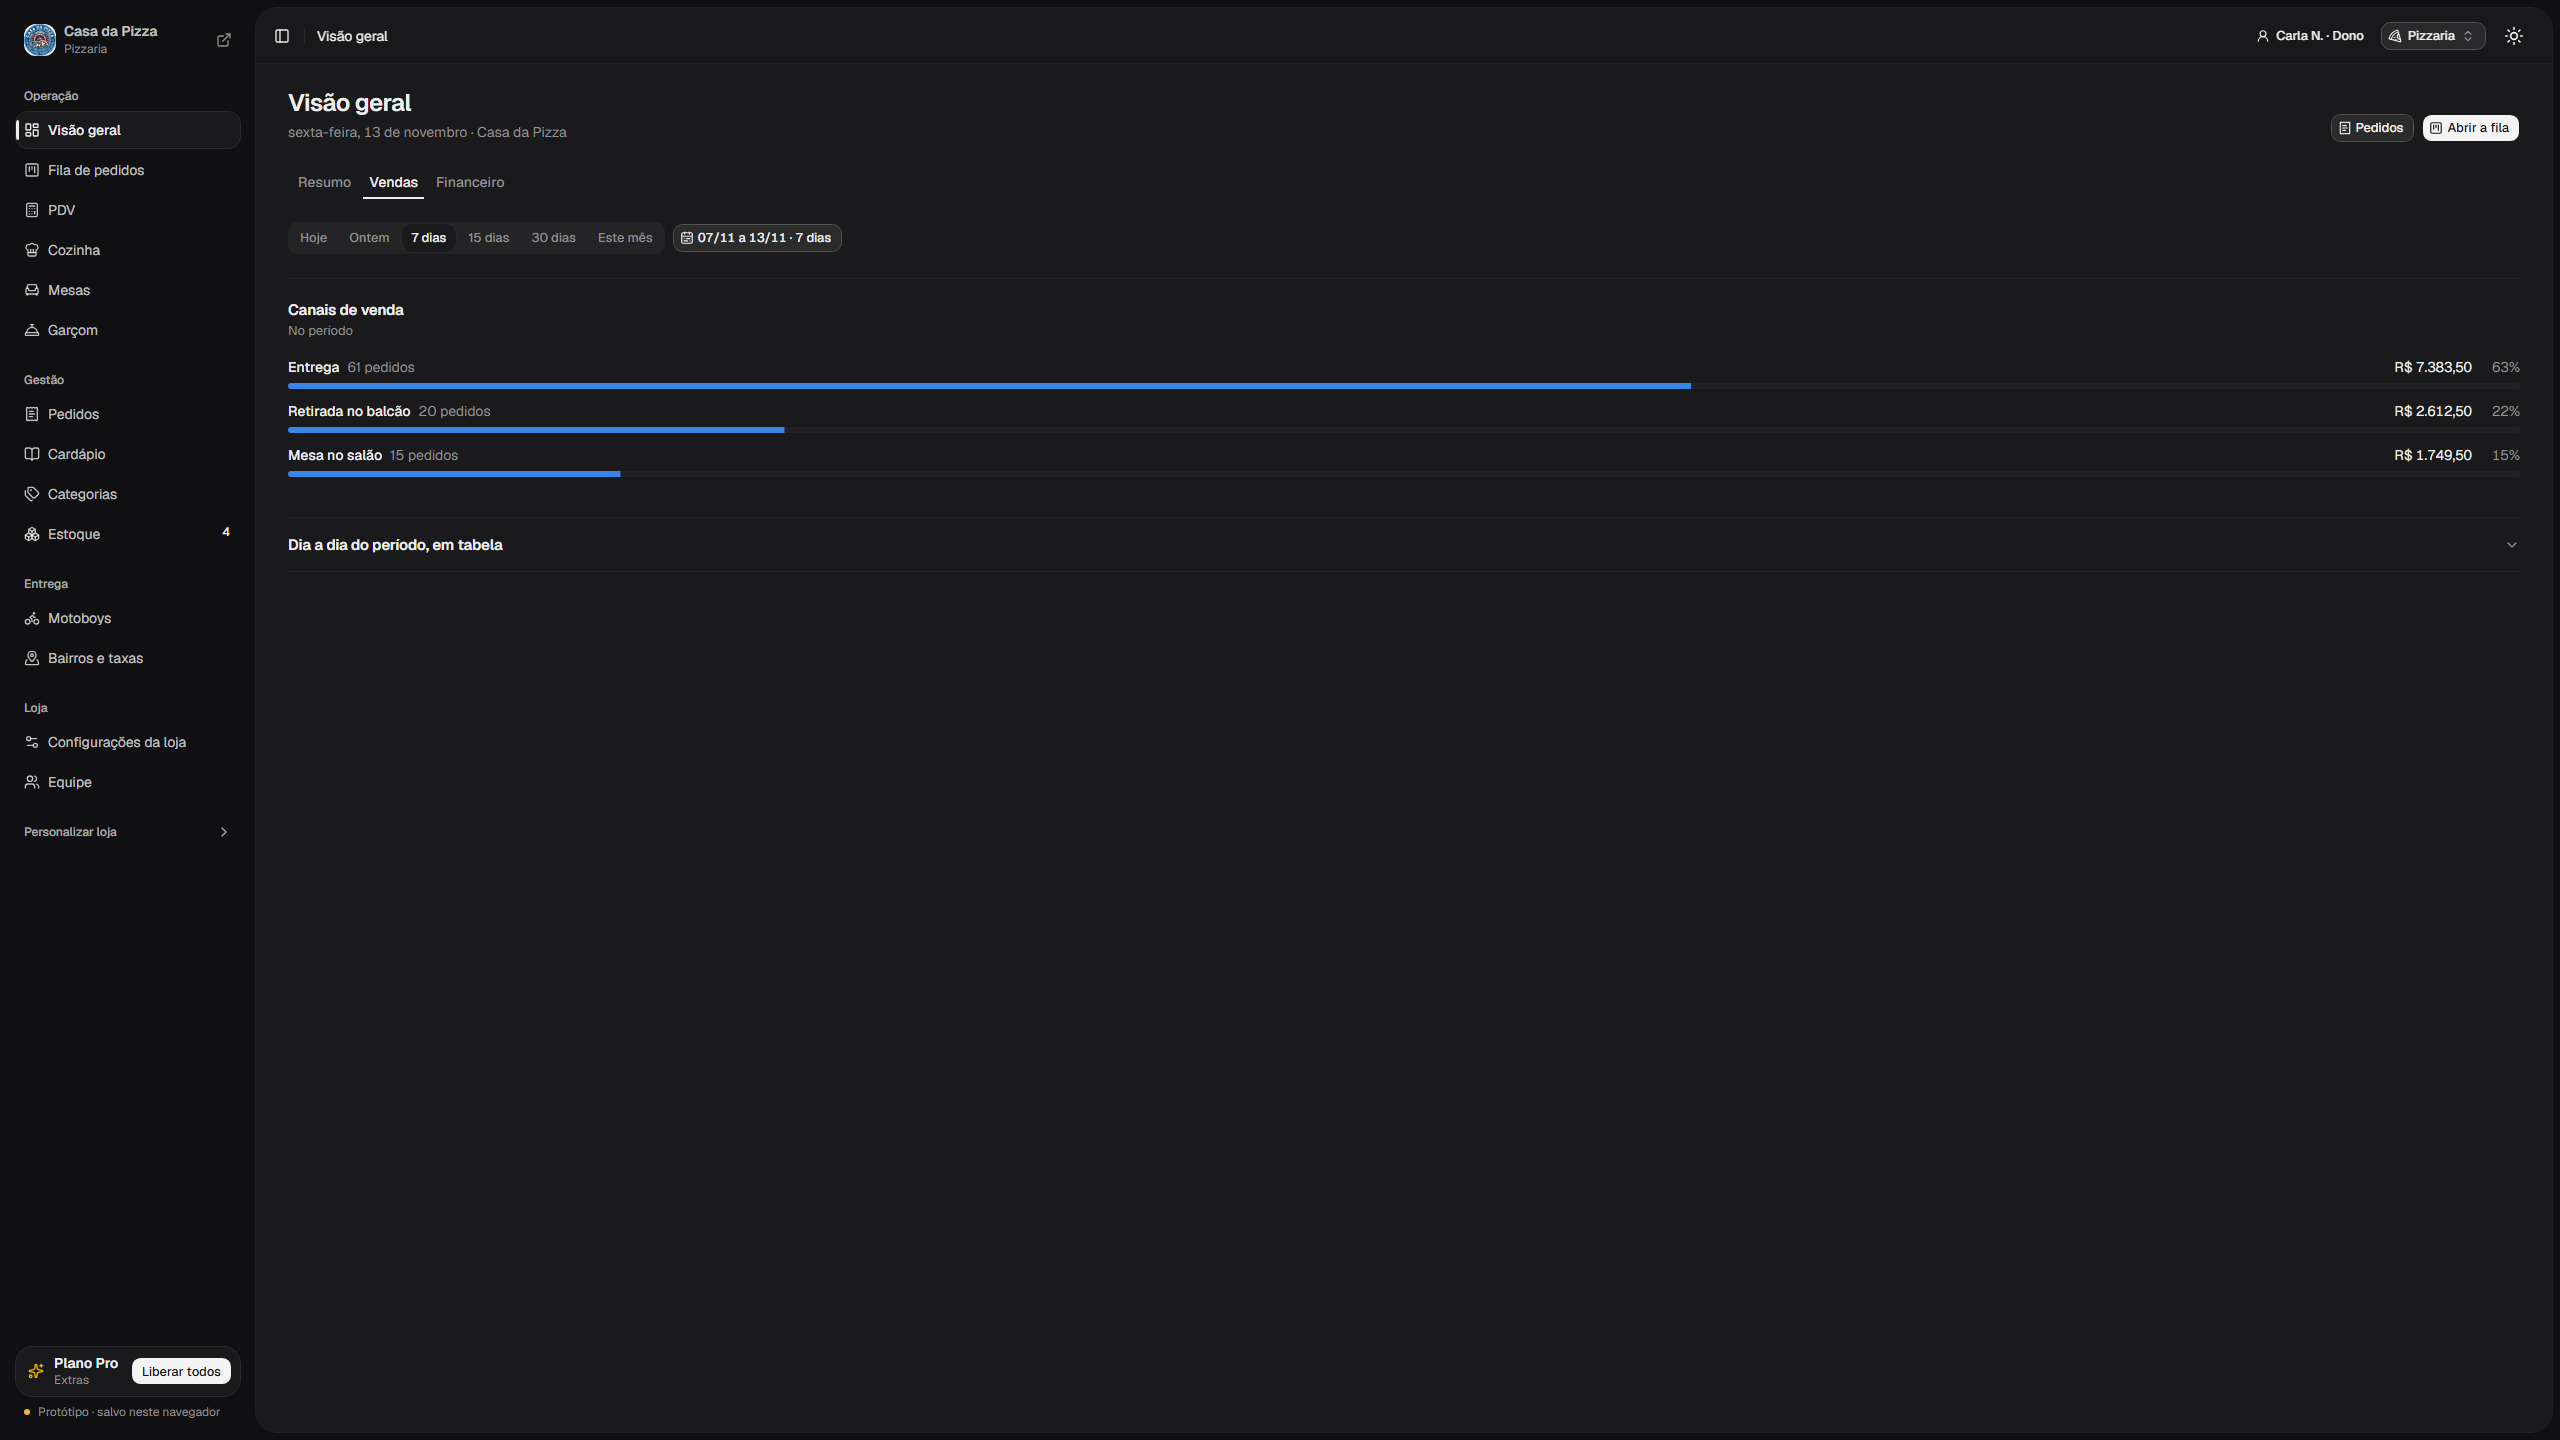 Casa da Pizza
Pizzaria
Operação
Visão geral
Fila de pedidos
PDV
Cozinha
Mesas
Garçom
Gestão
Pedidos
Cardápio
Categorias
Estoque 4
Entrega
Motoboys
Bairros e taxas
Loja
Configurações da loja
Equipe
Personalizar loja
Plano Pro
Extras
Liberar todos
Protótipo · salvo neste navegador
Visão geral
Carla N. · Dono
Pizzaria
Visão geral
sexta-feira, 13 de novembro · Casa da Pizza
Pedidos
Abrir a fila
Resumo Vendas Financeiro
Hoje Ontem 7 dias 15 dias 30 dias Este mês 07/11 a 13/11 · 7 dias
Canais de venda
No período
Entrega 61 pedidos R$ 7.383,50 63%
Retirada no balcão 20 pedidos R$ 2.612,50 22%
Mesa no salão 15 pedidos R$ 1.749,50 15%
Dia a dia do período, em tabela